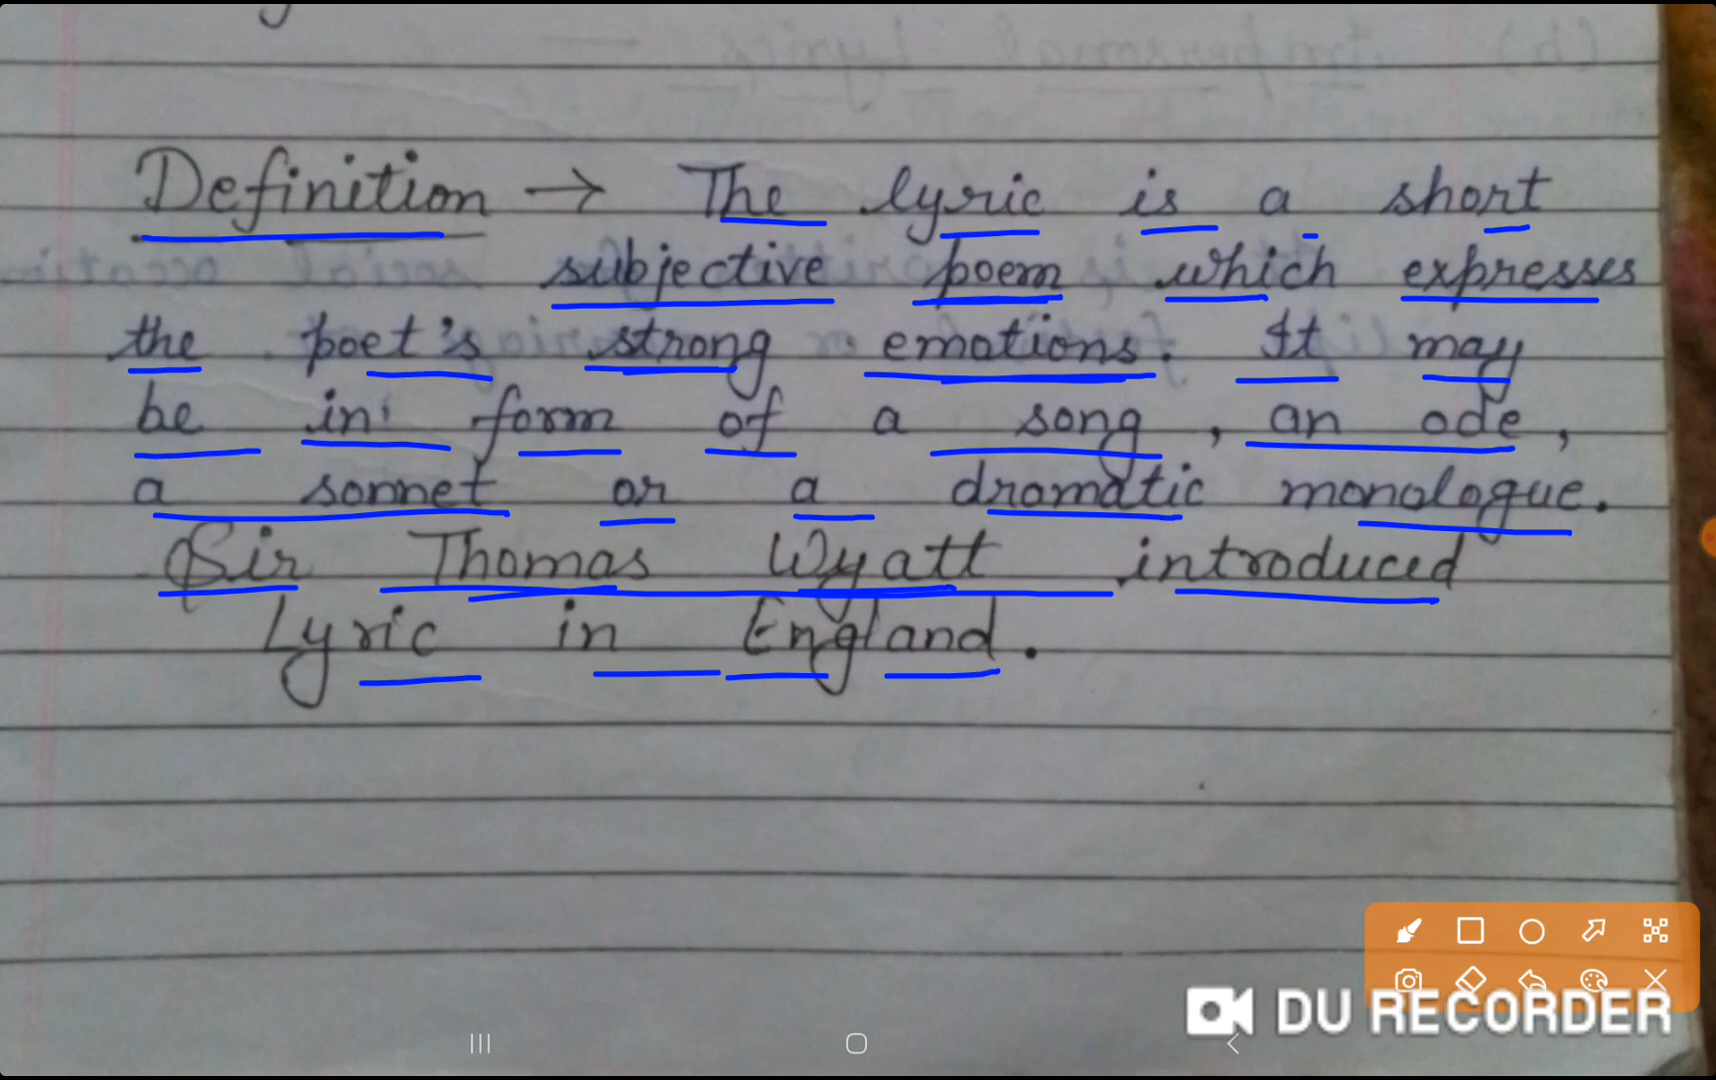 Definition → The lyric is a short
subjective poem which expresses
the poet's strong emotions. It may
be in form of a song, an ode,
a sonnet or a dramatic monologue.
Sir Thomas Wyatt introduced
Lyric in England.
DU RECORDER